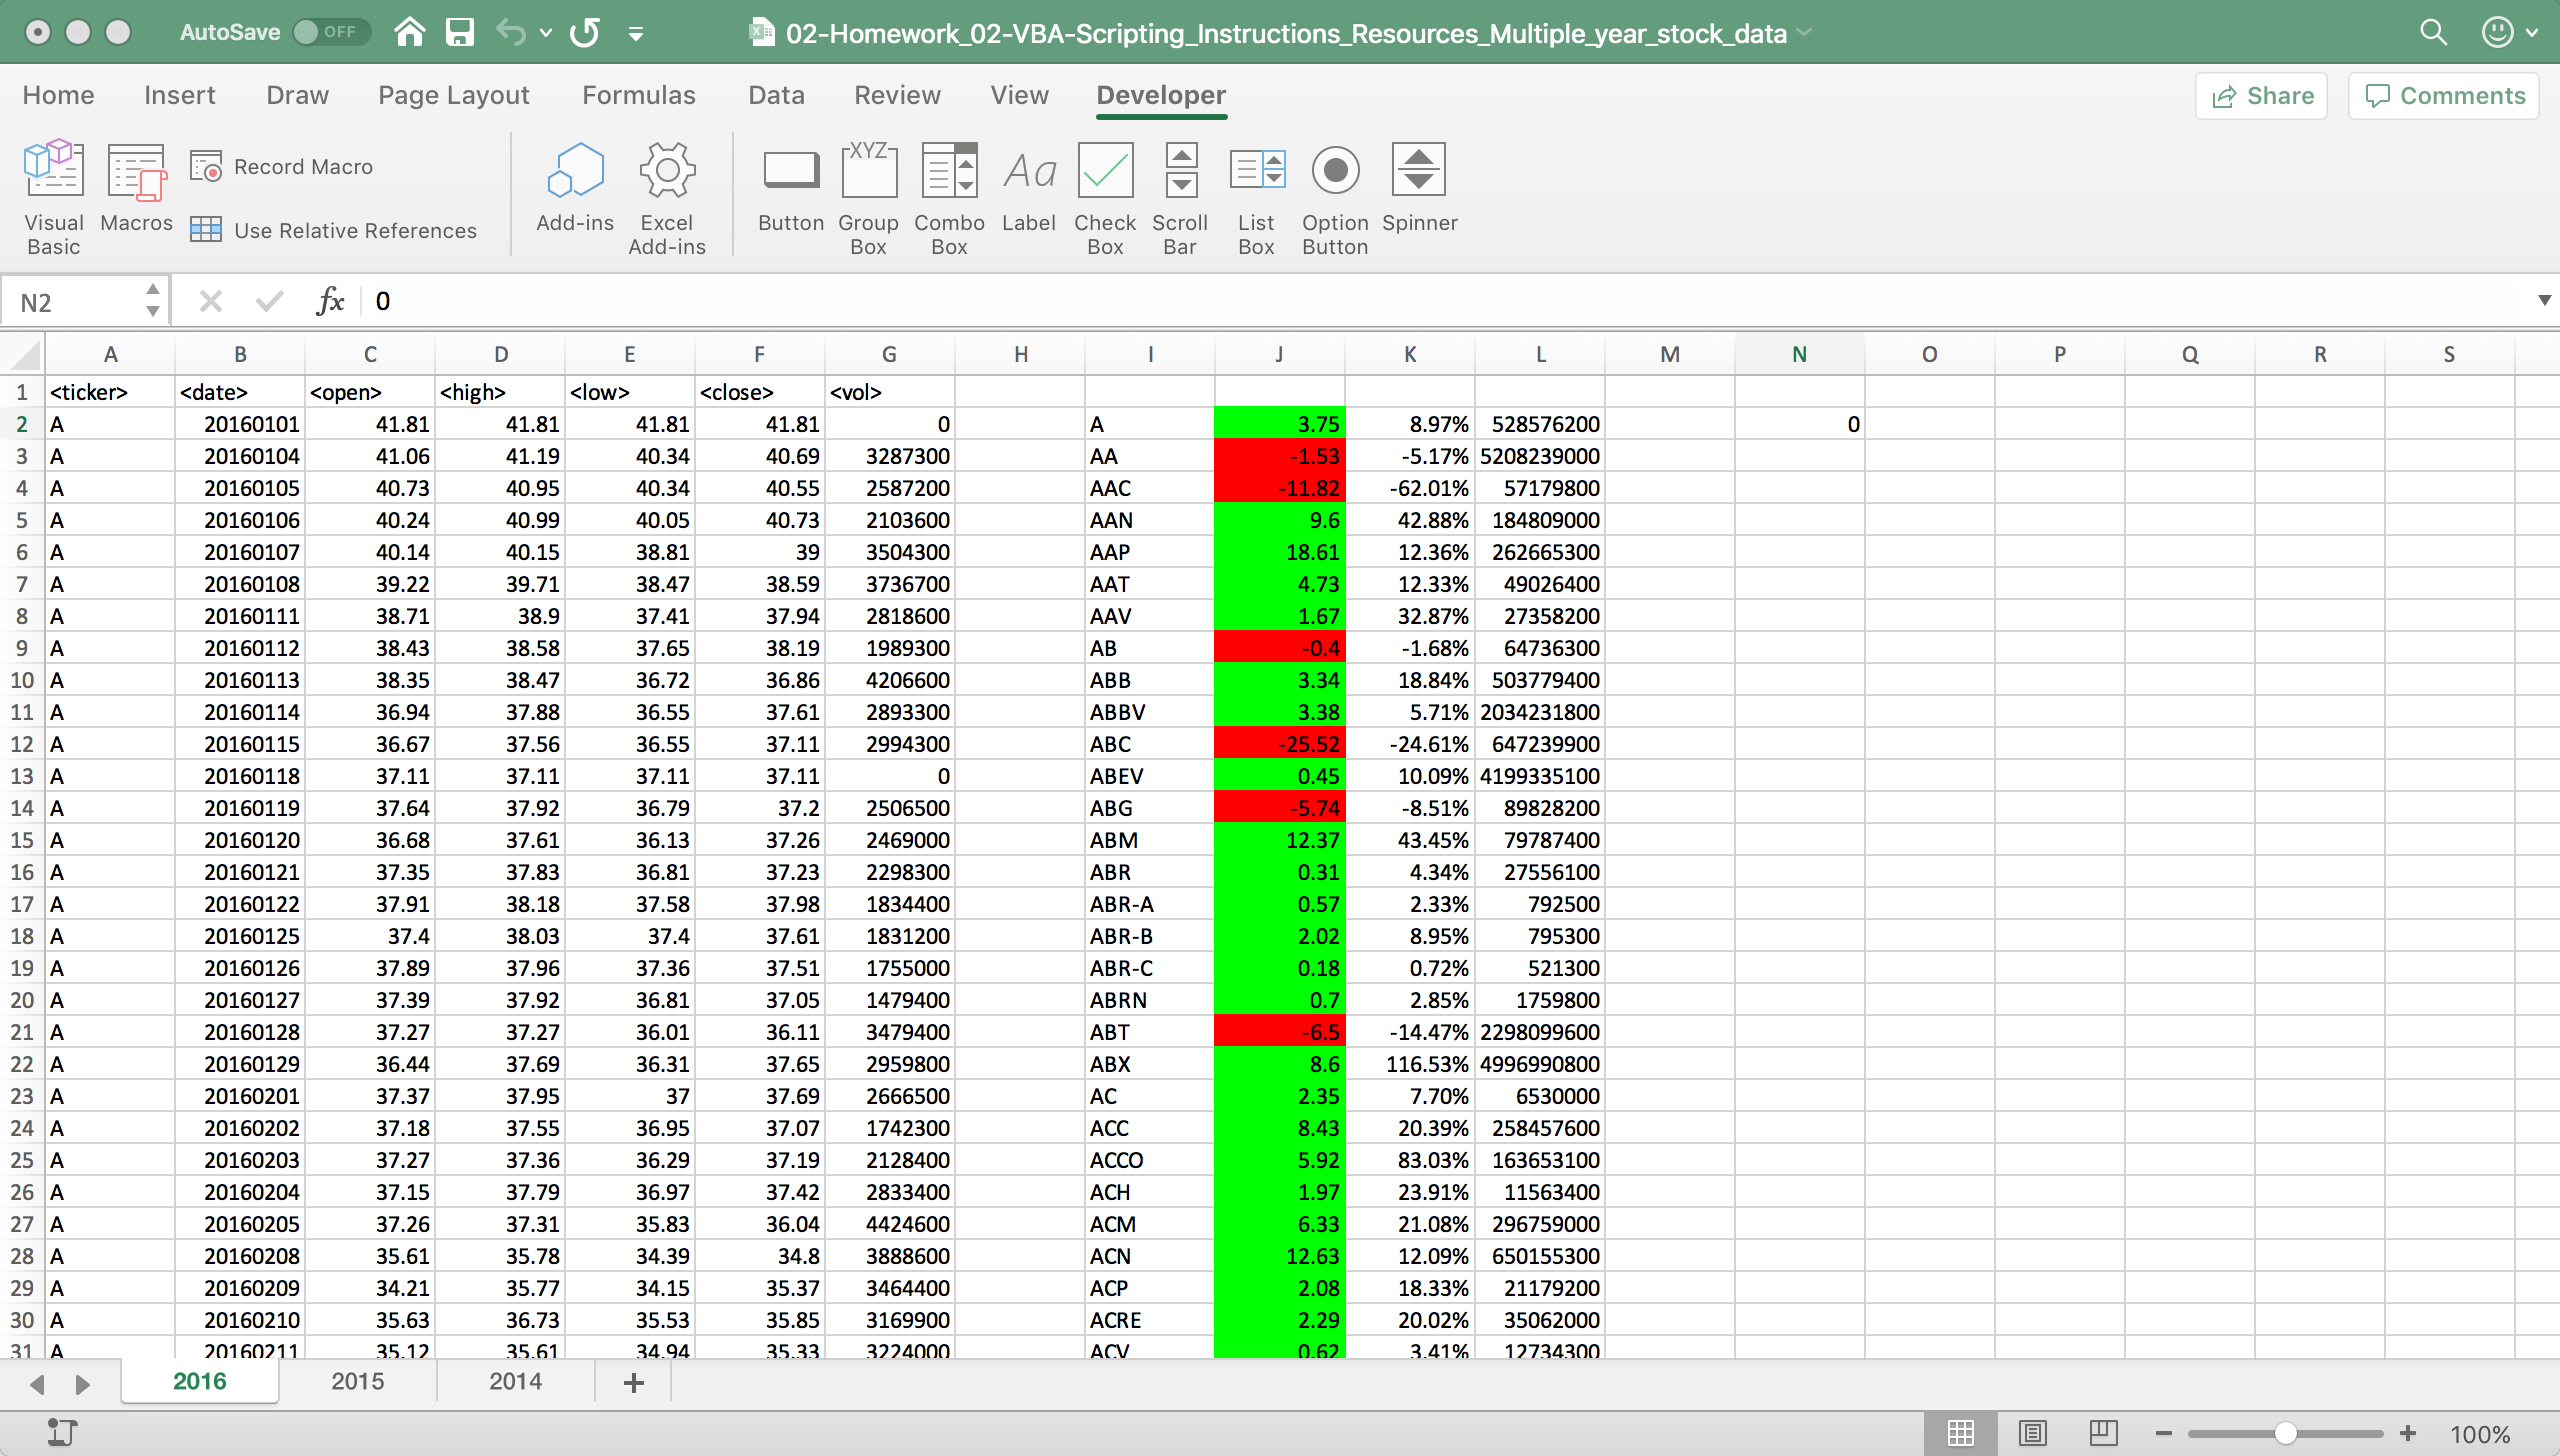 AutoSave OFF 02-Homework_02-VBA-Scripting_Instructions_Resources_Multiple_year_stock_data
Home Insert Draw Page Layout Formulas Data Review View Developer Share Comments
Visual Basic Macros Record Macro Use Relative References Add-ins Excel Add-ins Button XYZ Group Box Combo Box Aa Label Check Box Scroll Bar List Box Option Button Spinner
N2 fx 0
A B C D E F G H I J K L M N O P Q R S
1 <ticker> <date> <open> <high> <low> <close> <vol>
2 A 20160101 41.81 41.81 41.81 41.81 0 A 3.75 8.97% 528576200 0
3 A 20160104 41.06 41.19 40.34 40.69 3287300 AA -1.53 -5.17% 5208239000
4 A 20160105 40.73 40.95 40.34 40.55 2587200 AAC -11.82 -62.01% 57179800
5 A 20160106 40.24 40.99 40.05 40.73 2103600 AAN 9.6 42.88% 184809000
6 A 20160107 40.14 40.15 38.81 39 3504300 AAP 18.61 12.36% 262665300
7 A 20160108 39.22 39.71 38.47 38.59 3736700 AAT 4.73 12.33% 49026400
8 A 20160111 38.71 38.9 37.41 37.94 2818600 AAV 1.67 32.87% 27358200
9 A 20160112 38.43 38.58 37.65 38.19 1989300 AB -0.4 -1.68% 64736300
10 A 20160113 38.35 38.47 36.72 36.86 4206600 ABB 3.34 18.84% 503779400
11 A 20160114 36.94 37.88 36.55 37.61 2893300 ABBV 3.38 5.71% 2034231800
12 A 20160115 36.67 37.56 36.55 37.11 2994300 ABC -25.52 -24.61% 647239900
13 A 20160118 37.11 37.11 37.11 37.11 0 ABEV 0.45 10.09% 4199335100
14 A 20160119 37.64 37.92 36.79 37.2 2506500 ABG -5.74 -8.51% 89828200
15 A 20160120 36.68 37.61 36.13 37.26 2469000 ABM 12.37 43.45% 79787400
16 A 20160121 37.35 37.83 36.81 37.23 2298300 ABR 0.31 4.34% 27556100
17 A 20160122 37.91 38.18 37.58 37.98 1834400 ABR-A 0.57 2.33% 792500
18 A 20160125 37.4 38.03 37.4 37.61 1831200 ABR-B 2.02 8.95% 795300
19 A 20160126 37.89 37.96 37.36 37.51 1755000 ABR-C 0.18 0.72% 521300
20 A 20160127 37.39 37.92 36.81 37.05 1479400 ABRN 0.7 2.85% 1759800
21 A 20160128 37.27 37.27 36.01 36.11 3479400 ABT -6.5 -14.47% 2298099600
22 A 20160129 36.44 37.69 36.31 37.65 2959800 ABX 8.6 116.53% 4996990800
23 A 20160201 37.37 37.95 37 37.69 2666500 AC 2.35 7.70% 6530000
24 A 20160202 37.18 37.55 36.95 37.07 1742300 ACC 8.43 20.39% 258457600
25 A 20160203 37.27 37.36 36.29 37.19 2128400 ACCO 5.92 83.03% 163653100
26 A 20160204 37.15 37.79 36.97 37.42 2833400 ACH 1.97 23.91% 11563400
27 A 20160205 37.26 37.31 35.83 36.04 4424600 ACM 6.33 21.08% 296759000
28 A 20160208 35.61 35.78 34.39 34.8 3888600 ACN 12.63 12.09% 650155300
29 A 20160209 34.21 35.77 34.15 35.37 3464400 ACP 2.08 18.33% 21179200
30 A 20160210 35.63 36.73 35.53 35.85 3169900 ACRE 2.29 20.02% 35062000
31 A 20160211 35.12 35.61 34.94 35.33 3224000 ACV 0.62 3.41% 12734300
2016 2015 2014
100%